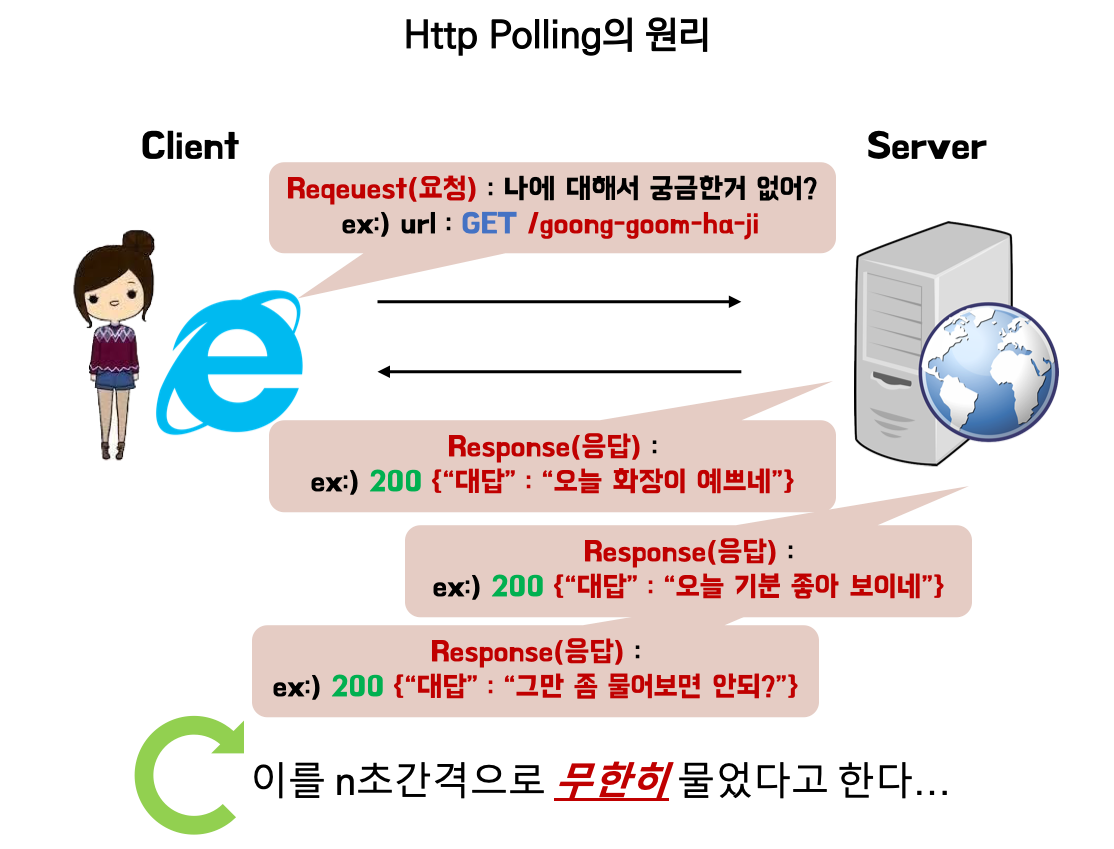 Http Polling의 원리
Client
Server
Reqeuest(요청) : 나에 대해서 궁금한거 없어?
ex:) url : GET /goong-goom-ha-ji
Response(응답) :
ex:) 200 {“대답” : “오늘 화장이 예쁘네”}
Response(응답) :
ex:) 200 {“대답” : “오늘 기분 좋아 보이네”}
Response(응답) :
ex:) 200 {“대답” : “그만 좀 물어보면 안되?”}
이를 n초간격으로 무한히 물었다고 한다...